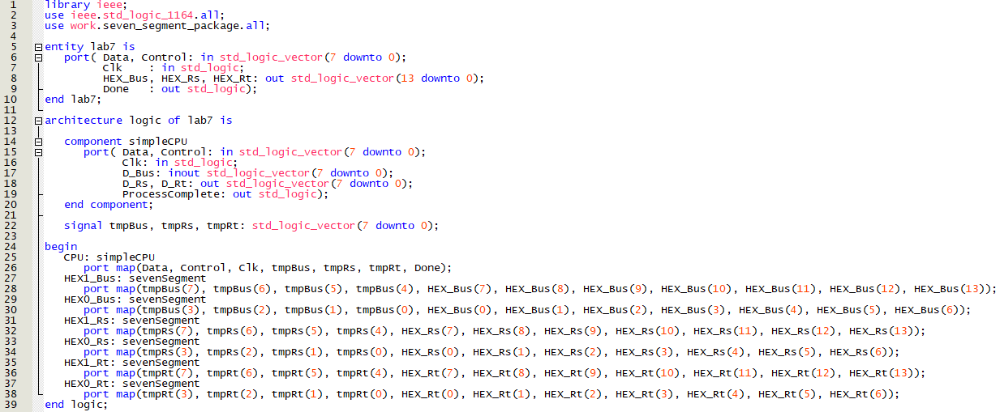 1 library ieee;
2 use ieee.std_logic_1164.all;
3 use work.seven_segment_package.all;
4
5 entity lab7 is
6 port( Data, Control: in std_logic_vector(7 downto 0);
7 Clk : in std_logic;
8 HEX_Bus, HEX_Rs, HEX_Rt: out std_logic_vector(13 downto 0);
9 Done : out std_logic);
10 end lab7;
11
12 architecture logic of lab7 is
13
14 component simpleCPU
15 port( Data, Control: in std_logic_vector(7 downto 0);
16 Clk: in std_logic;
17 D_Bus: inout std_logic_vector(7 downto 0);
18 D_Rs, D_Rt: out std_logic_vector(7 downto 0);
19 ProcessComplete: out std_logic);
20 end component;
21
22 signal tmpBus, tmpRs, tmpRt: std_logic_vector(7 downto 0);
23
24 begin
25 CPU: simpleCPU
26 port map(Data, Control, Clk, tmpBus, tmpRs, tmpRt, Done);
27 HEX1_Bus: sevenSegment
28 port map(tmpBus(7), tmpBus(6), tmpBus(5), tmpBus(4), HEX_Bus(7), HEX_Bus(8), HEX_Bus(9), HEX_Bus(10), HEX_Bus(11), HEX_Bus(12), HEX_Bus(13));
29 HEX0_Bus: sevenSegment
30 port map(tmpBus(3), tmpBus(2), tmpBus(1), tmpBus(0), HEX_Bus(0), HEX_Bus(1), HEX_Bus(2), HEX_Bus(3), HEX_Bus(4), HEX_Bus(5), HEX_Bus(6));
31 HEX1_Rs: sevenSegment
32 port map(tmpRs(7), tmpRs(6), tmpRs(5), tmpRs(4), HEX_Rs(7), HEX_Rs(8), HEX_Rs(9), HEX_Rs(10), HEX_Rs(11), HEX_Rs(12), HEX_Rs(13));
33 HEX0_Rs: sevenSegment
34 port map(tmpRs(3), tmpRs(2), tmpRs(1), tmpRs(0), HEX_Rs(0), HEX_Rs(1), HEX_Rs(2), HEX_Rs(3), HEX_Rs(4), HEX_Rs(5), HEX_Rs(6));
35 HEX1_Rt: sevenSegment
36 port map(tmpRt(7), tmpRt(6), tmpRt(5), tmpRt(4), HEX_Rt(7), HEX_Rt(8), HEX_Rt(9), HEX_Rt(10), HEX_Rt(11), HEX_Rt(12), HEX_Rt(13));
37 HEX0_Rt: sevenSegment
38 port map(tmpRt(3), tmpRt(2), tmpRt(1), tmpRt(0), HEX_Rt(0), HEX_Rt(1), HEX_Rt(2), HEX_Rt(3), HEX_Rt(4), HEX_Rt(5), HEX_Rt(6));
39 end logic;